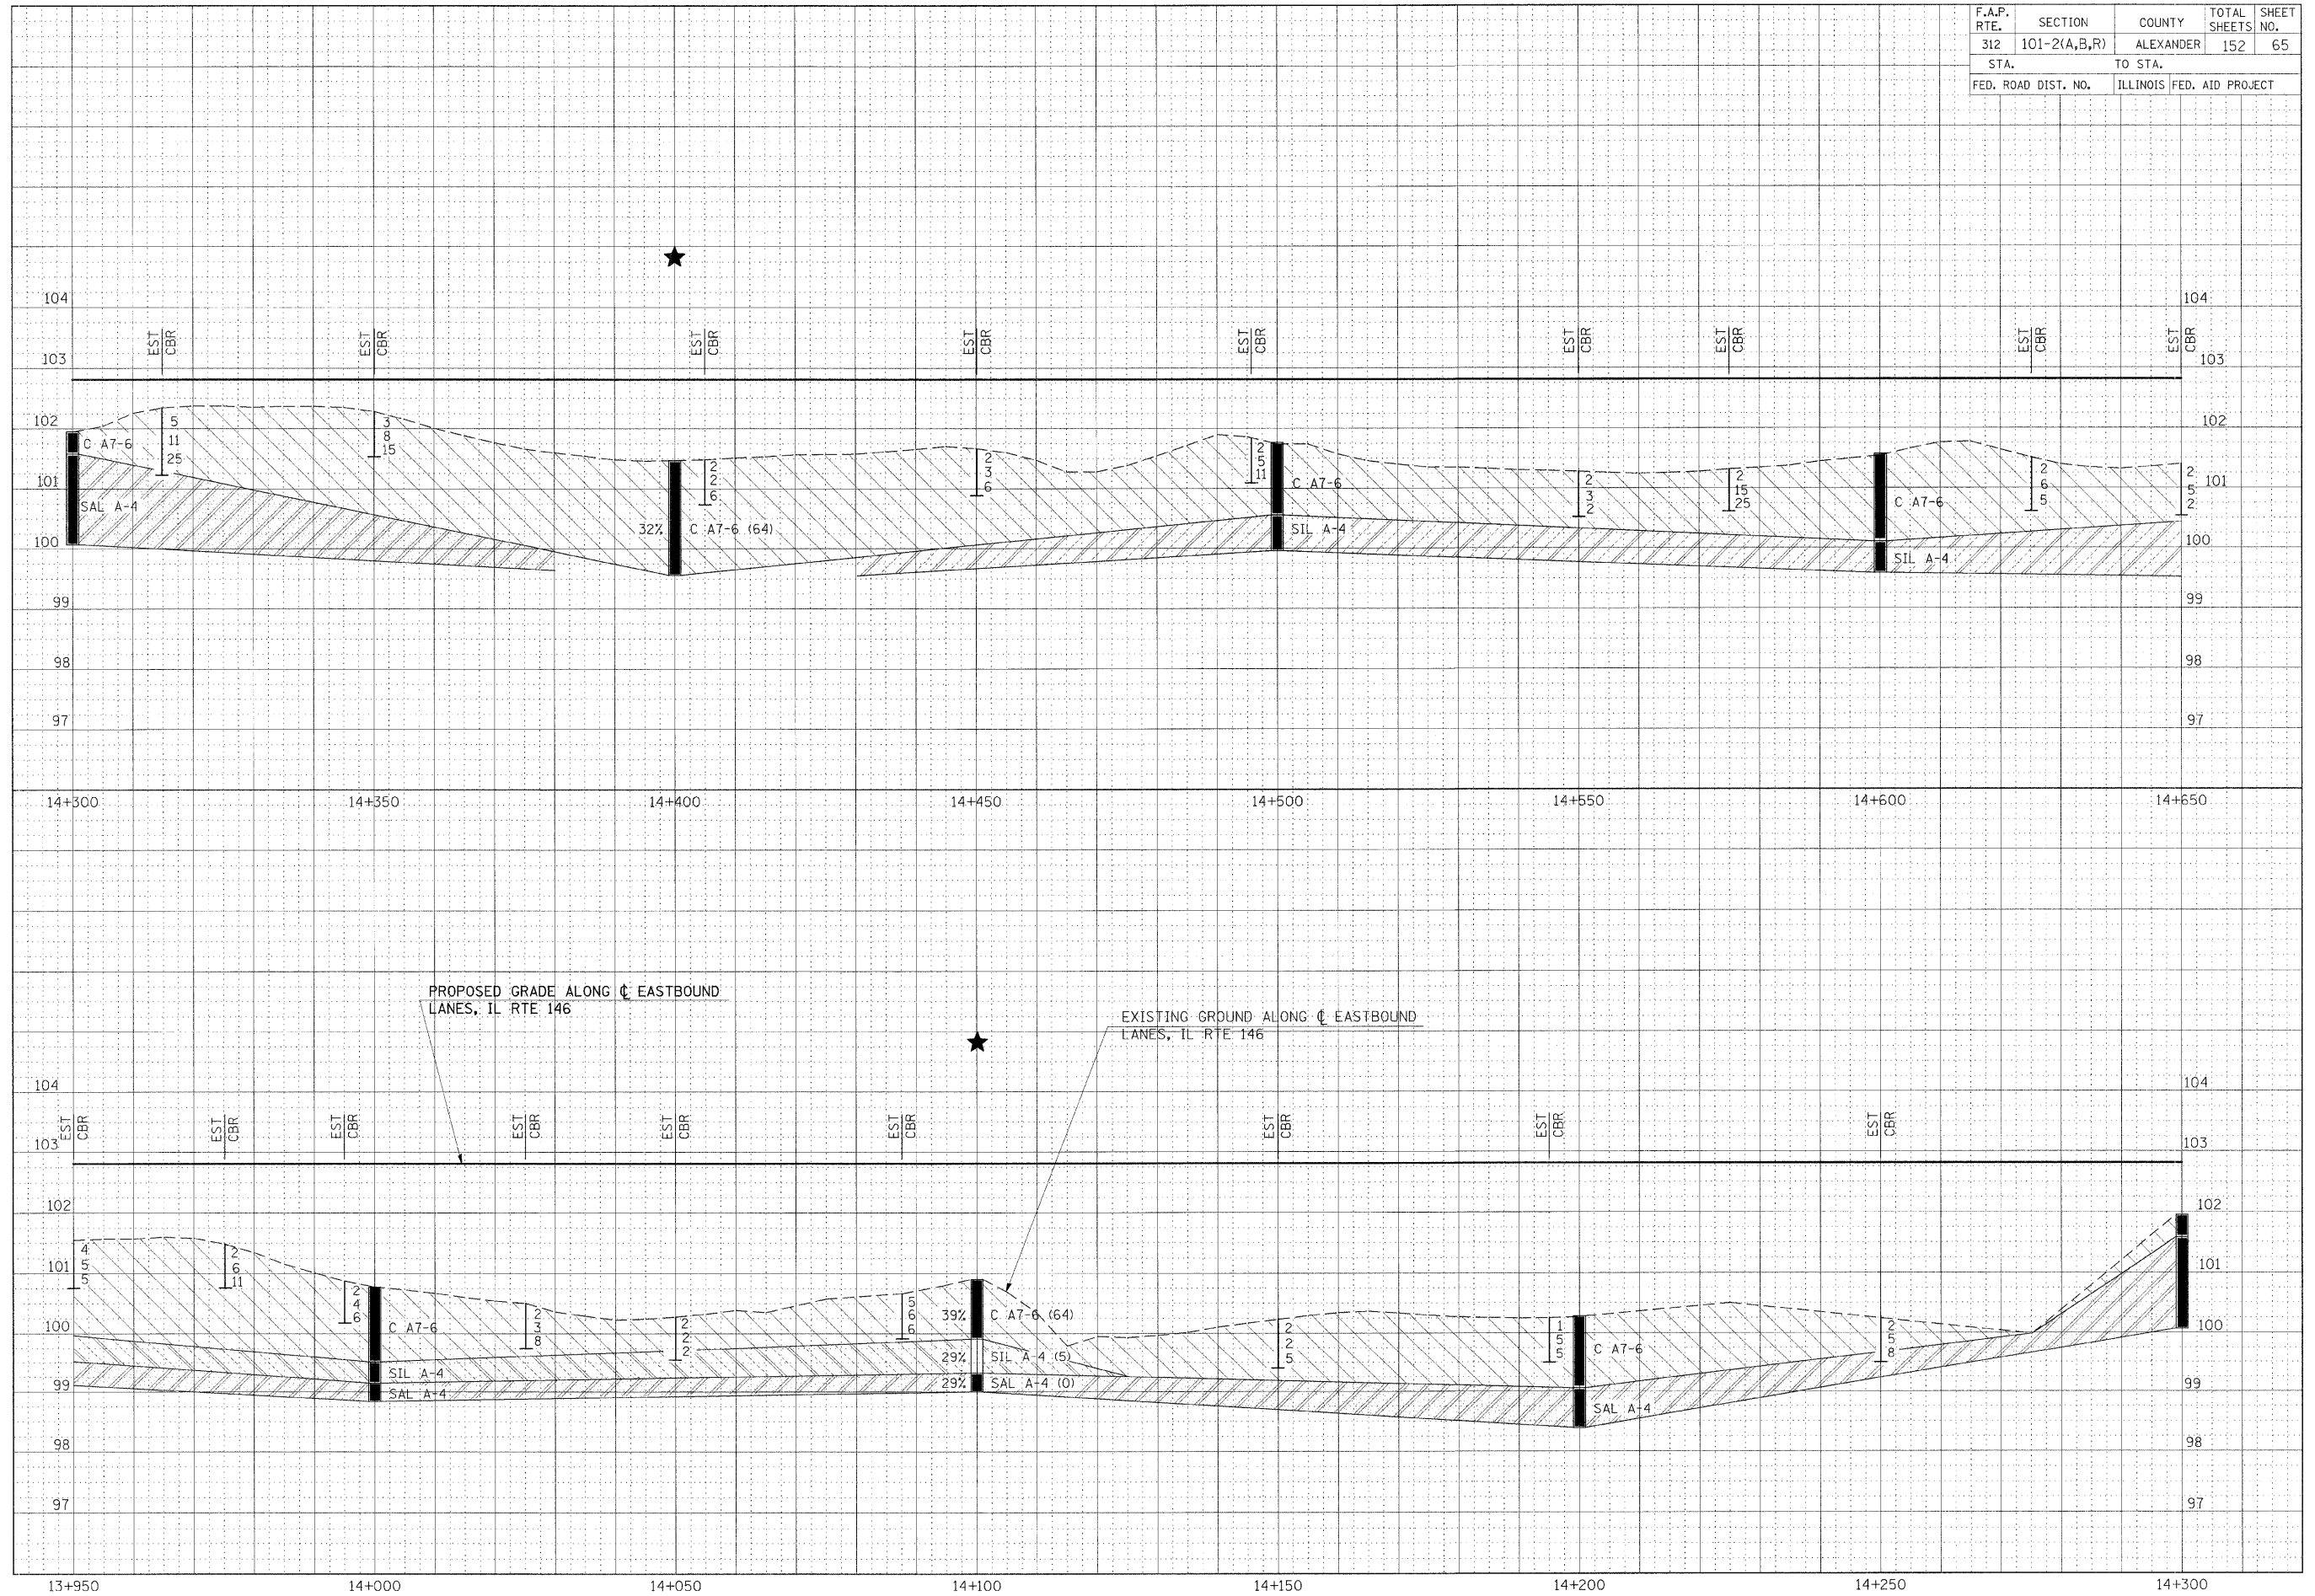 F.A.P. RTE. SECTION COUNTY TOTAL SHEETS SHEET NO.
312 101-2(A,B,R) ALEXANDER 152 65
STA. TO STA.
FED. ROAD DIST. NO. ILLINOIS FED. AID PROJECT
104 104
EST CBR EST CBR EST CBR EST CBR EST CBR EST CBR EST CBR EST CBR EST CBR
103 103
102 102
5 11 25
3 8 15
2 2 6
2 3 6
2 5 11
2 3 2
2 15 25
2 6 5
2 5 2
C A7-6
SAL A-4
32% C A7-6 (64)
C A7-6
SIL A-4
C A7-6
SIL A-4
101 101
100 100
99 99
98 98
97 97
14+300 14+350 14+400 14+450 14+500 14+550 14+600 14+650
PROPOSED GRADE ALONG ℄ EASTBOUND
LANES, IL RTE 146
EXISTING GROUND ALONG ℄ EASTBOUND
LANES, IL RTE 146
104 104
EST CBR EST CBR EST CBR EST CBR EST CBR EST CBR EST CBR EST CBR EST CBR
103 103
102 102
4 5 5
2 6 11
2 4 6
2 3 8
2 2 2
5 6 6
2 2 5
1 5 5
2 5 8
101 101
C A7-6
SIL A-4
SAL A-4
39% C A7-6 (64)
29% SIL A-4 (5)
29% SAL A-4 (0)
C A7-6
SAL A-4
100 100
99 99
98 98
97 97
13+950 14+000 14+050 14+100 14+150 14+200 14+250 14+300